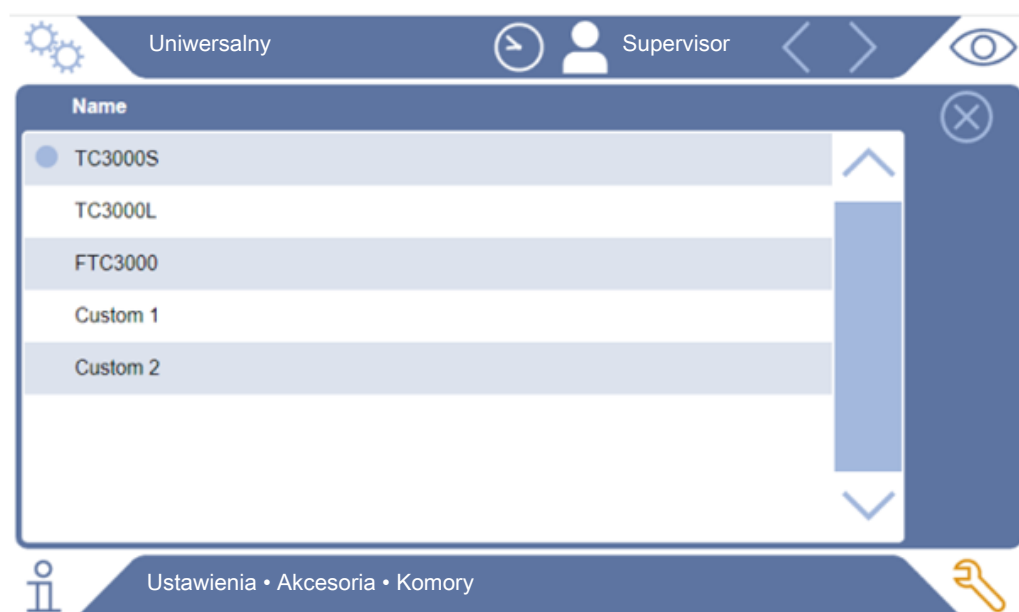 Uniwersalny
Supervisor
Name
TC3000S
TC3000L
FTC3000
Custom 1
Custom 2
Ustawienia • Akcesoria • Komory